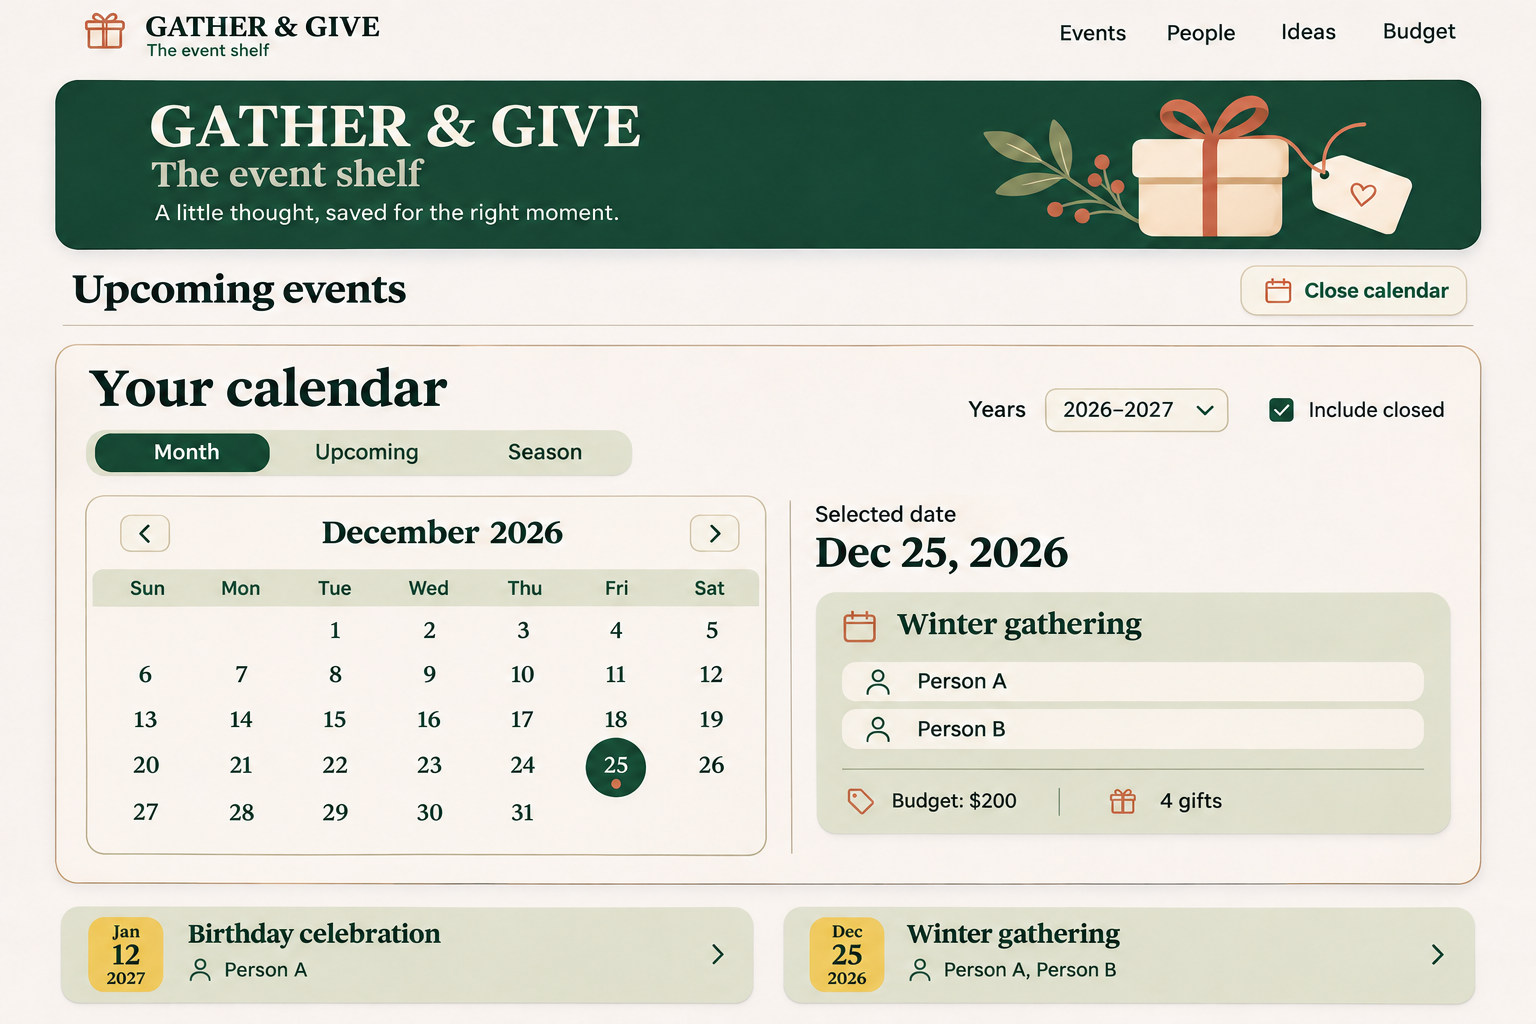 GATHER & GIVE
The event shelf
Events People Ideas Budget
GATHER & GIVE
The event shelf
A little thought, saved for the right moment.
Upcoming events
Close calendar
Your calendar
Years 2026–2027 Include closed
Month Upcoming Season
December 2026
Sun Mon Tue Wed Thu Fri Sat
1 2 3 4 5
6 7 8 9 10 11 12
13 14 15 16 17 18 19
20 21 22 23 24 25 26
27 28 29 30 31
Selected date
Dec 25, 2026
Winter gathering
Person A
Person B
Budget: $200 4 gifts
Jan
12
2027
Birthday celebration
Person A
Dec
25
2026
Winter gathering
Person A, Person B